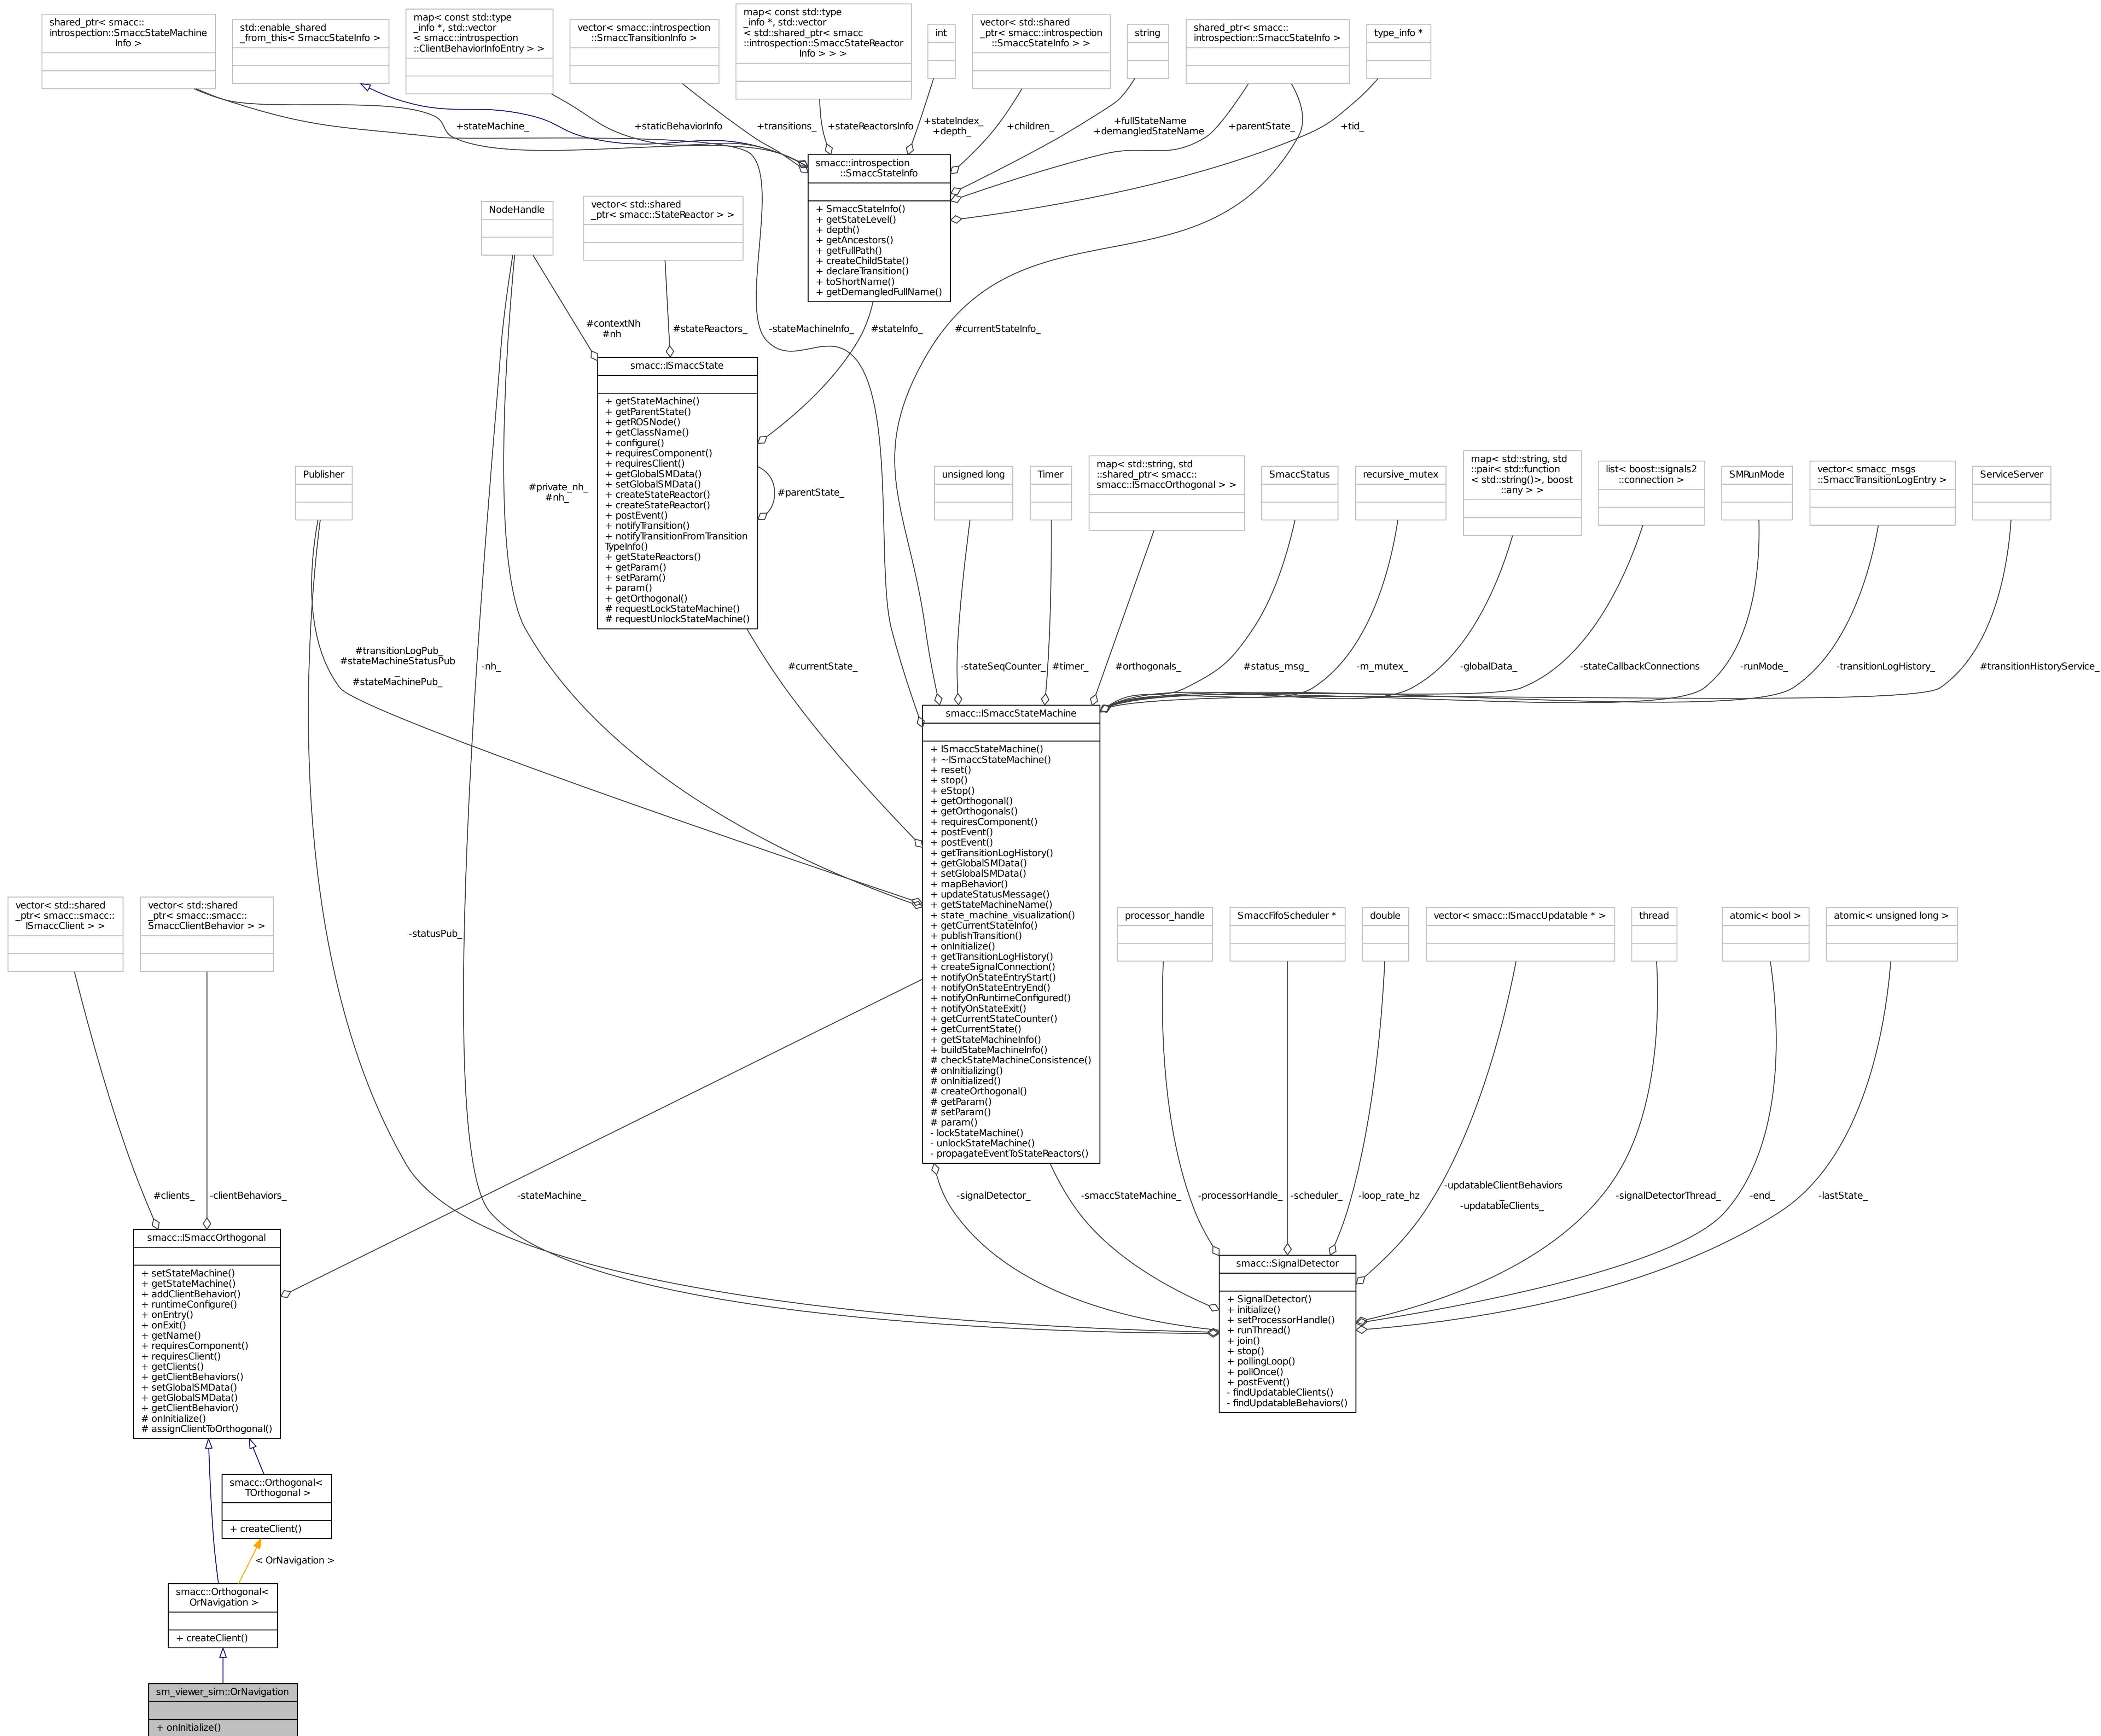 shared_ptr< smacc::
introspection::SmaccStateMachine
Info >
std::enable_shared
_from_this< SmaccStateInfo >
map< const std::type
_info *, std::vector
< smacc::introspection
::ClientBehaviorInfoEntry > >
vector< smacc::introspection
::SmaccTransitionInfo >
map< const std::type
_info *, std::vector
< std::shared_ptr< smacc
::introspection::SmaccStateReactor
Info > > >
int
vector< std::shared
_ptr< smacc::introspection
::SmaccStateInfo > >
string
shared_ptr< smacc::
introspection::SmaccStateInfo >
type_info *
+stateMachine_
+staticBehaviorInfo
+transitions_
+stateReactorsInfo
+stateIndex_
+depth_
+children_
+fullStateName
+demangledStateName
+parentState_
+tid_
smacc::introspection
::SmaccStateInfo
+ SmaccStateInfo()
+ getStateLevel()
+ depth()
+ getAncestors()
+ getFullPath()
+ createChildState()
+ declareTransition()
+ toShortName()
+ getDemangledFullName()
NodeHandle
vector< std::shared
_ptr< smacc::StateReactor > >
#contextNh
#nh
#stateReactors_
-stateMachineInfo_
#stateInfo_
#currentStateInfo_
smacc::ISmaccState
+ getStateMachine()
+ getParentState()
+ getROSNode()
+ getClassName()
+ configure()
+ requiresComponent()
+ requiresClient()
+ getGlobalSMData()
+ setGlobalSMData()
+ createStateReactor()
+ createStateReactor()
+ postEvent()
+ notifyTransition()
+ notifyTransitionFromTransition
TypeInfo()
+ getStateReactors()
+ getParam()
+ setParam()
+ param()
+ getOrthogonal()
# requestLockStateMachine()
# requestUnlockStateMachine()
#parentState_
Publisher
#private_nh_
#nh_
unsigned long
Timer
map< std::string, std
::shared_ptr< smacc::
smacc::ISmaccOrthogonal > >
SmaccStatus
recursive_mutex
map< std::string, std
::pair< std::function
< std::string()>, boost
::any > >
list< boost::signals2
::connection >
SMRunMode
vector< smacc_msgs
::SmaccTransitionLogEntry >
ServiceServer
#transitionLogPub_
#stateMachineStatusPub
_
#stateMachinePub_
-nh_
#currentState_
-stateSeqCounter_
#timer_
#orthogonals_
#status_msg_
-m_mutex_
-globalData_
-stateCallbackConnections
-runMode_
-transitionLogHistory_
#transitionHistoryService_
smacc::ISmaccStateMachine
+ ISmaccStateMachine()
+ ~ISmaccStateMachine()
+ reset()
+ stop()
+ eStop()
+ getOrthogonal()
+ getOrthogonals()
+ requiresComponent()
+ postEvent()
+ postEvent()
+ getTransitionLogHistory()
+ getGlobalSMData()
+ setGlobalSMData()
+ mapBehavior()
+ updateStatusMessage()
+ getStateMachineName()
+ state_machine_visualization()
+ getCurrentStateInfo()
+ publishTransition()
+ onInitialize()
+ getTransitionLogHistory()
+ createSignalConnection()
+ notifyOnStateEntryStart()
+ notifyOnStateEntryEnd()
+ notifyOnRuntimeConfigured()
+ notifyOnStateExit()
+ getCurrentStateCounter()
+ getCurrentState()
+ getStateMachineInfo()
+ buildStateMachineInfo()
# checkStateMachineConsistence()
# onInitializing()
# onInitialized()
# createOrthogonal()
# getParam()
# setParam()
# param()
- lockStateMachine()
- unlockStateMachine()
- propagateEventToStateReactors()
vector< std::shared
_ptr< smacc::smacc::
ISmaccClient > >
vector< std::shared
_ptr< smacc::smacc::
SmaccClientBehavior > >
-statusPub_
processor_handle
SmaccFifoScheduler *
double
vector< smacc::ISmaccUpdatable * >
thread
atomic< bool >
atomic< unsigned long >
#clients_
-clientBehaviors_
-stateMachine_
-signalDetector_
-smaccStateMachine_
-processorHandle_
-scheduler_
-loop_rate_hz
-updatableClientBehaviors
_
-updatableClients_
-signalDetectorThread_
-end_
-lastState_
smacc::ISmaccOrthogonal
+ setStateMachine()
+ getStateMachine()
+ addClientBehavior()
+ runtimeConfigure()
+ onEntry()
+ onExit()
+ getName()
+ requiresComponent()
+ requiresClient()
+ getClients()
+ getClientBehaviors()
+ setGlobalSMData()
+ getGlobalSMData()
+ getClientBehavior()
# onInitialize()
# assignClientToOrthogonal()
smacc::SignalDetector
+ SignalDetector()
+ initialize()
+ setProcessorHandle()
+ runThread()
+ join()
+ stop()
+ pollingLoop()
+ pollOnce()
+ postEvent()
- findUpdatableClients()
- findUpdatableBehaviors()
smacc::Orthogonal<
TOrthogonal >
+ createClient()
< OrNavigation >
smacc::Orthogonal<
OrNavigation >
+ createClient()
sm_viewer_sim::OrNavigation
+ onInitialize()